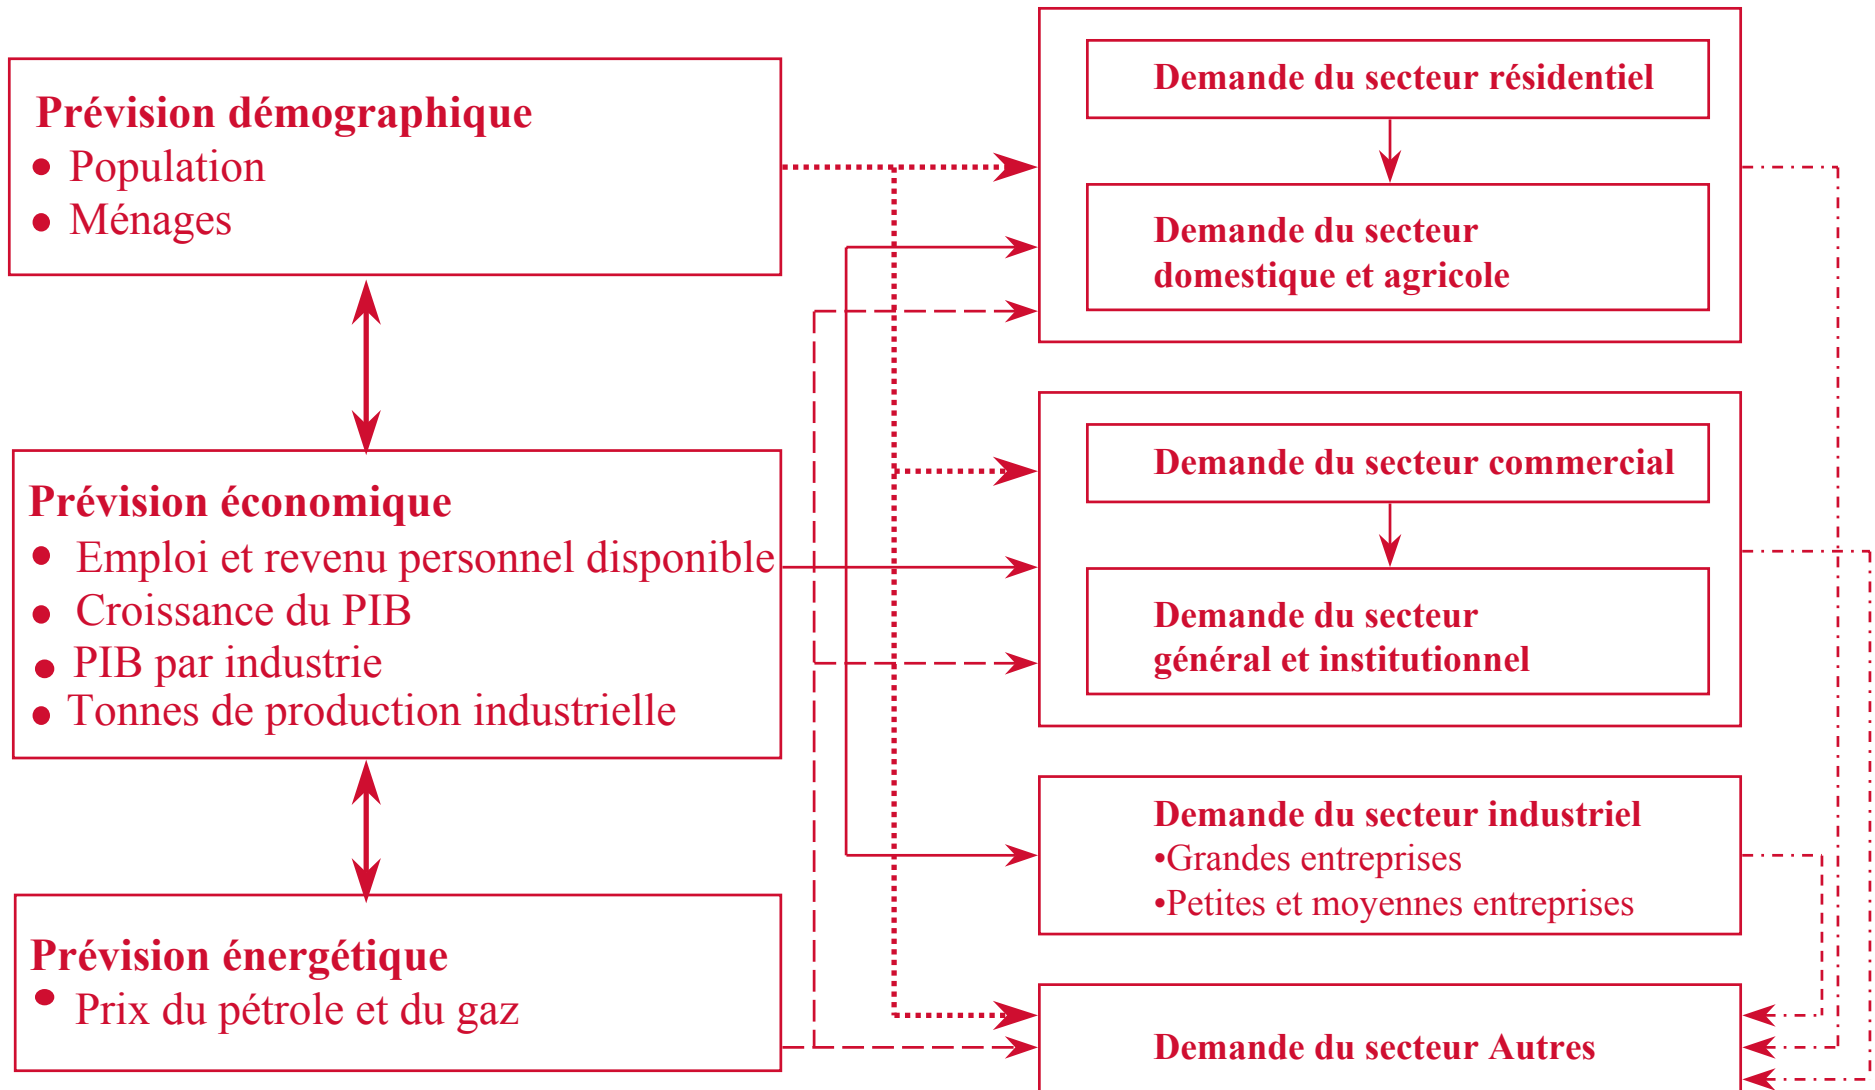 Prévision démographique
• Population
• Ménages
Prévision économique
• Emploi et revenu personnel disponible
• Croissance du PIB
• PIB par industrie
• Tonnes de production industrielle
Prévision énergétique
• Prix du pétrole et du gaz
Demande du secteur résidentiel
Demande du secteur
domestique et agricole
Demande du secteur commercial
Demande du secteur
général et institutionnel
Demande du secteur industriel
•Grandes entreprises
•Petites et moyennes entreprises
Demande du secteur Autres